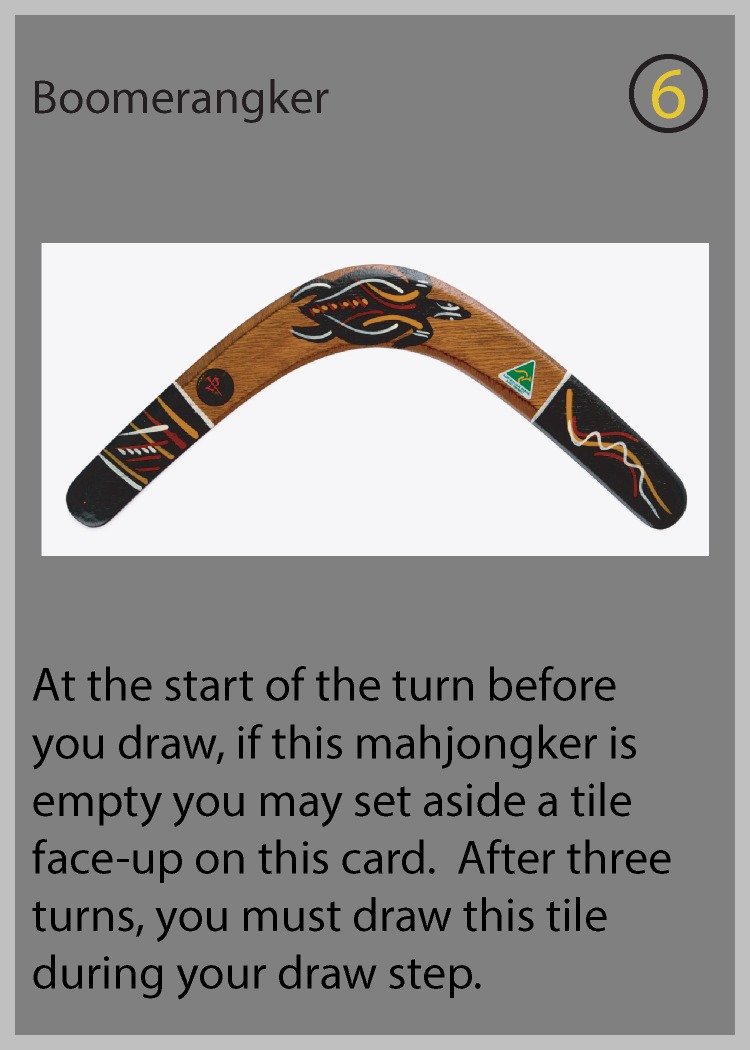 Boomerangker
6
At the start of the turn before
you draw, if this mahjongker is
empty you may set aside a tile
face-up on this card.  After three
turns, you must draw this tile
during your draw step.